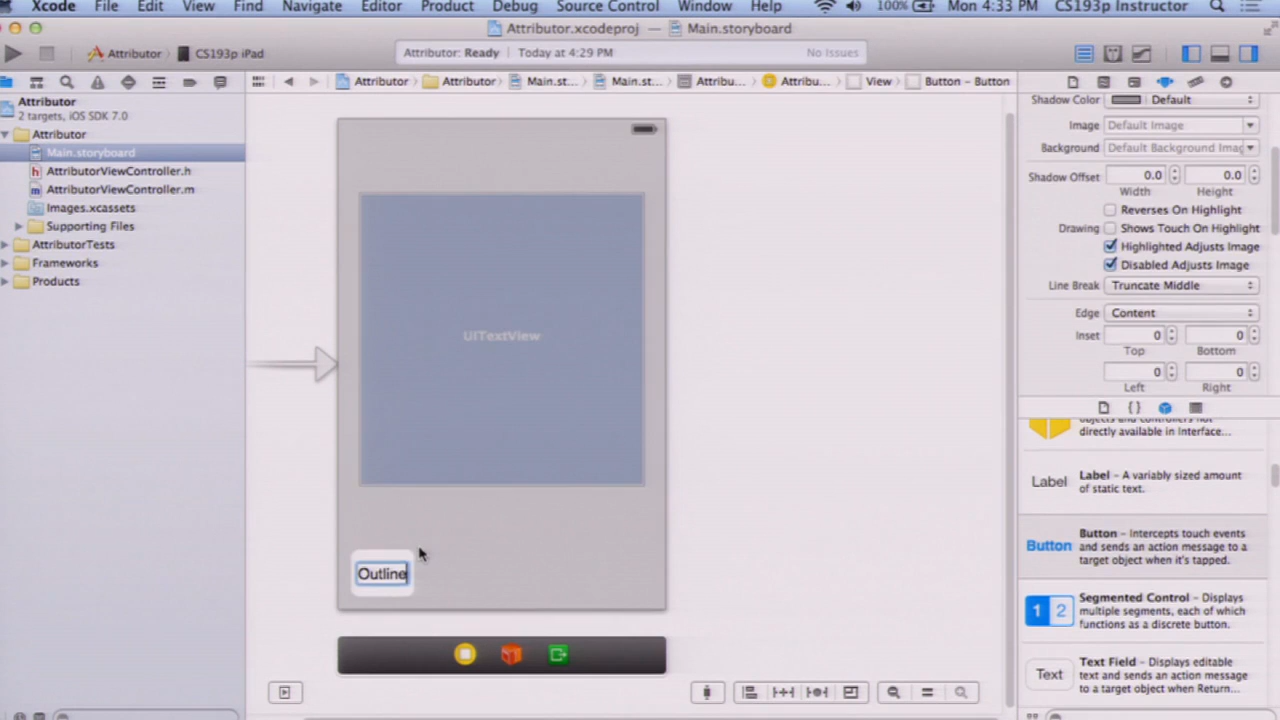 Xcode File Edit View Find Navigate Editor Product Debug Source Control Window Help 100% Mon 4:33 PM CS193p Instructor
Attributor.xcodeproj — Main.storyboard
Attributor CS193p iPad
Attributor: Ready Today at 4:29 PM No Issues
Attributor Attributor Main.st... Main.st... Attribu... Attribu... View Button – Button
Attributor
2 targets, iOS SDK 7.0
Attributor
Main.storyboard
AttributorViewController.h
AttributorViewController.m
Images.xcassets
Supporting Files
AttributorTests
Frameworks
Products
UITextView
Outline
Shadow Color Default
Image Default Image
Background Default Background Imag
Shadow Offset 0.0 0.0
Width Height
Reverses On Highlight
Drawing Shows Touch On Highlight
Highlighted Adjusts Image
Disabled Adjusts Image
Line Break Truncate Middle
Edge Content
Inset 0 0
Top Bottom
0 0
Left Right
objects and controllers not
directly available in Interface...
Label Label – A variably sized amount
of static text.
Button Button – Intercepts touch events
and sends an action message to a
target object when it's tapped.
1 2 Segmented Control – Displays
multiple segments, each of which
functions as a discrete button.
Text Text Field – Displays editable
text and sends an action message
to a target object when Return...